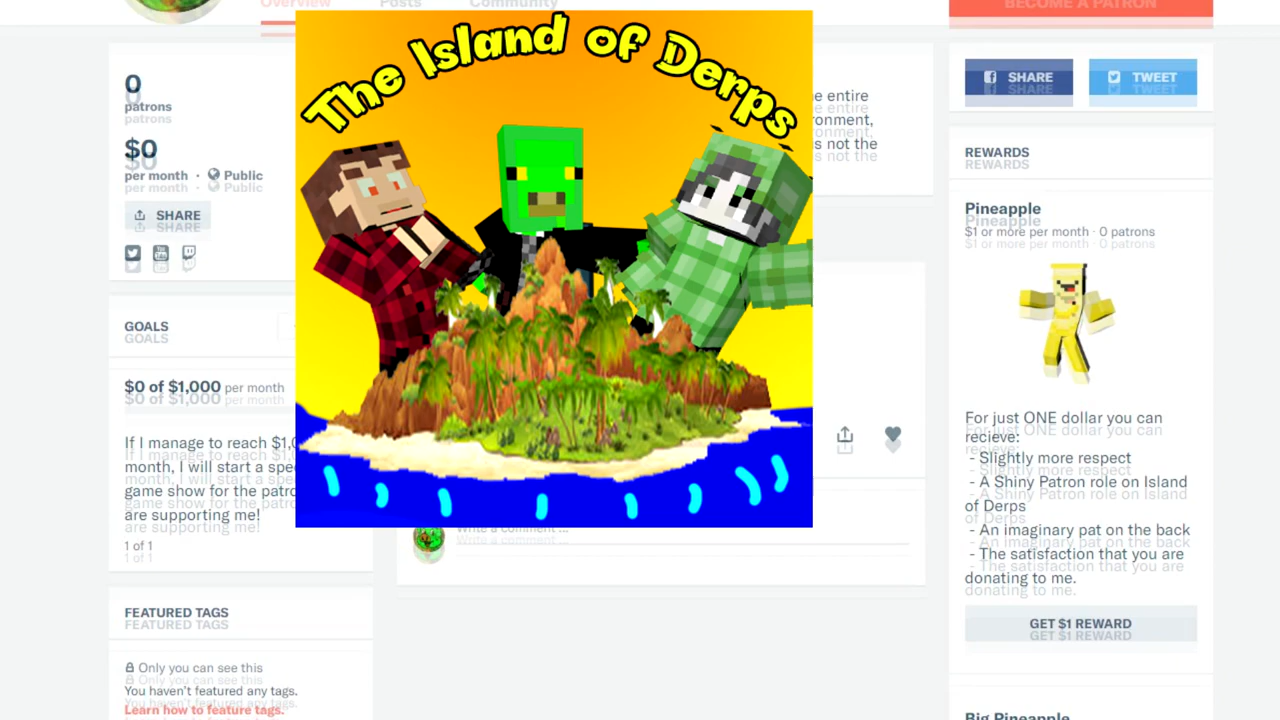 Overview Posts Community
BECOME A PATRON
The Island of Derps
0
patrons
$0
per month · Public
SHARE
GOALS
$0 of $1,000 per month
If I manage to reach
month, I will start a
game show for the
are supporting me!
1 of 1
FEATURED TAGS
Only you can see this
You haven't featured any tags.
Learn how to feature tags.
e entire
s not the
Write a comment ...
SHARE
TWEET
REWARDS
Pineapple
$1 or more per month · 0 patrons
For just ONE dollar you can
recieve:
- Slightly more respect
- A Shiny Patron role on Island
of Derps
- An imaginary pat on the back
- The satisfaction that you are
donating to me.
GET $1 REWARD
Big Pineapple